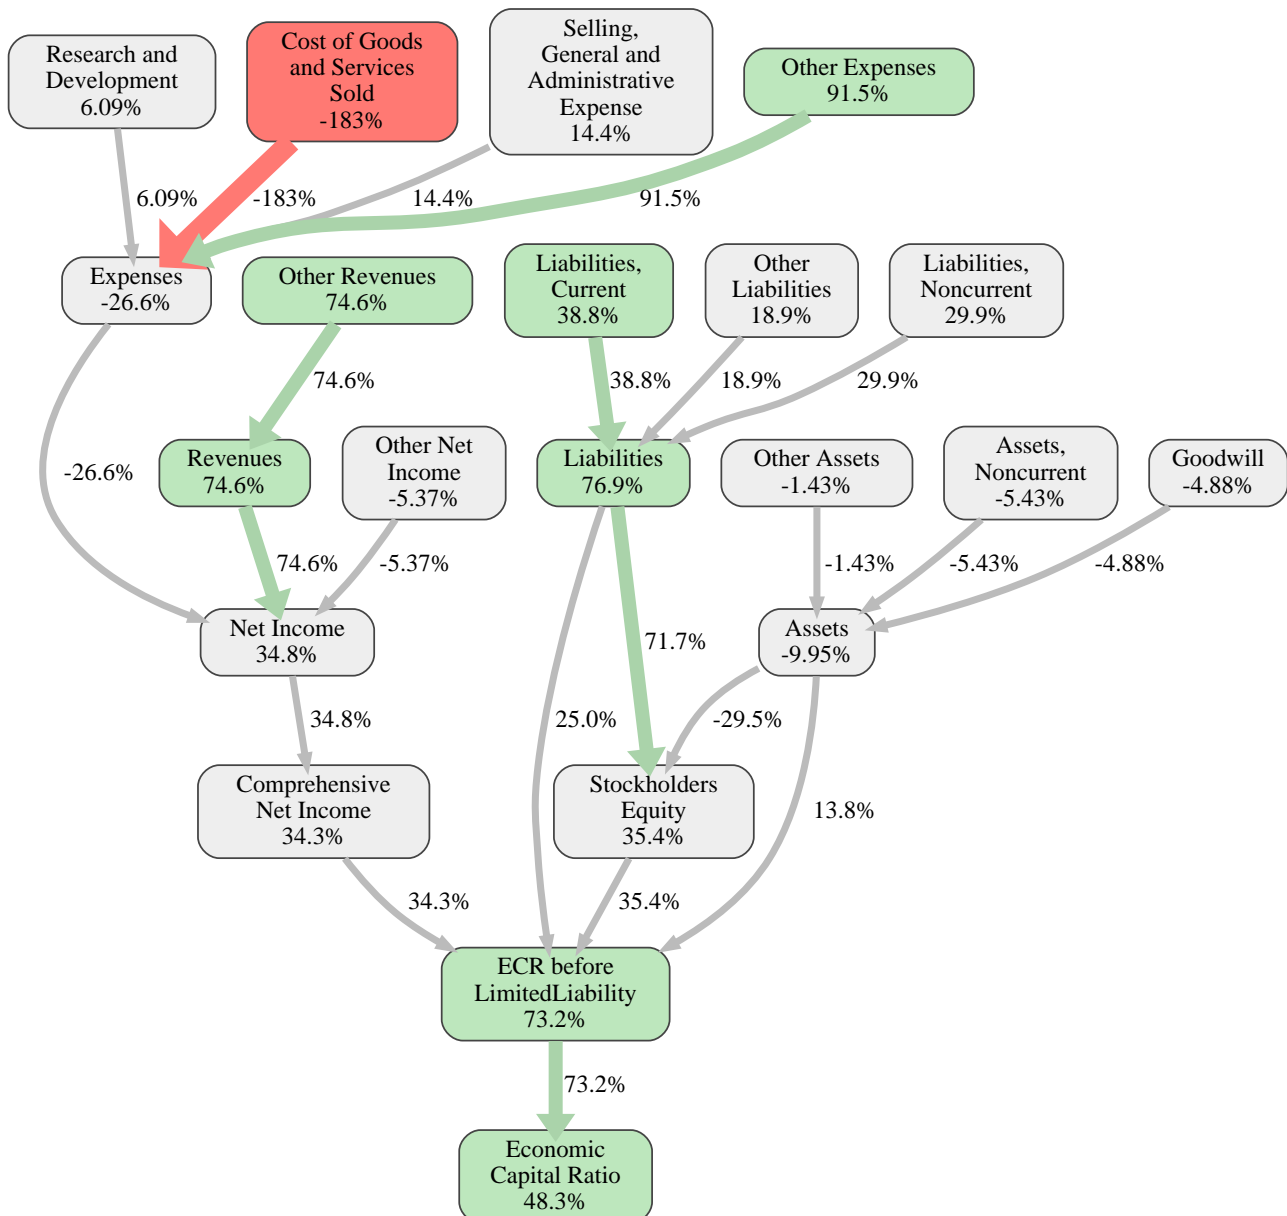 Research and
Development
6.09%
Cost of Goods
and Services
Sold
-183%
Selling,
General and
Administrative
Expense
14.4%
Other Expenses
91.5%
6.09%
-183%
14.4%
91.5%
Expenses
-26.6%
Other Revenues
74.6%
Liabilities,
Current
38.8%
Other
Liabilities
18.9%
Liabilities,
Noncurrent
29.9%
74.6%
38.8%
18.9%
29.9%
-26.6%
Revenues
74.6%
Other Net
Income
-5.37%
Liabilities
76.9%
Other Assets
-1.43%
Assets,
Noncurrent
-5.43%
Goodwill
-4.88%
74.6%
-5.37%
-1.43%
-5.43%
-4.88%
Net Income
34.8%
71.7%
Assets
-9.95%
34.8%
25.0%
-29.5%
Comprehensive
Net Income
34.3%
Stockholders
Equity
35.4%
13.8%
34.3%
35.4%
ECR before
LimitedLiability
73.2%
73.2%
Economic
Capital Ratio
48.3%